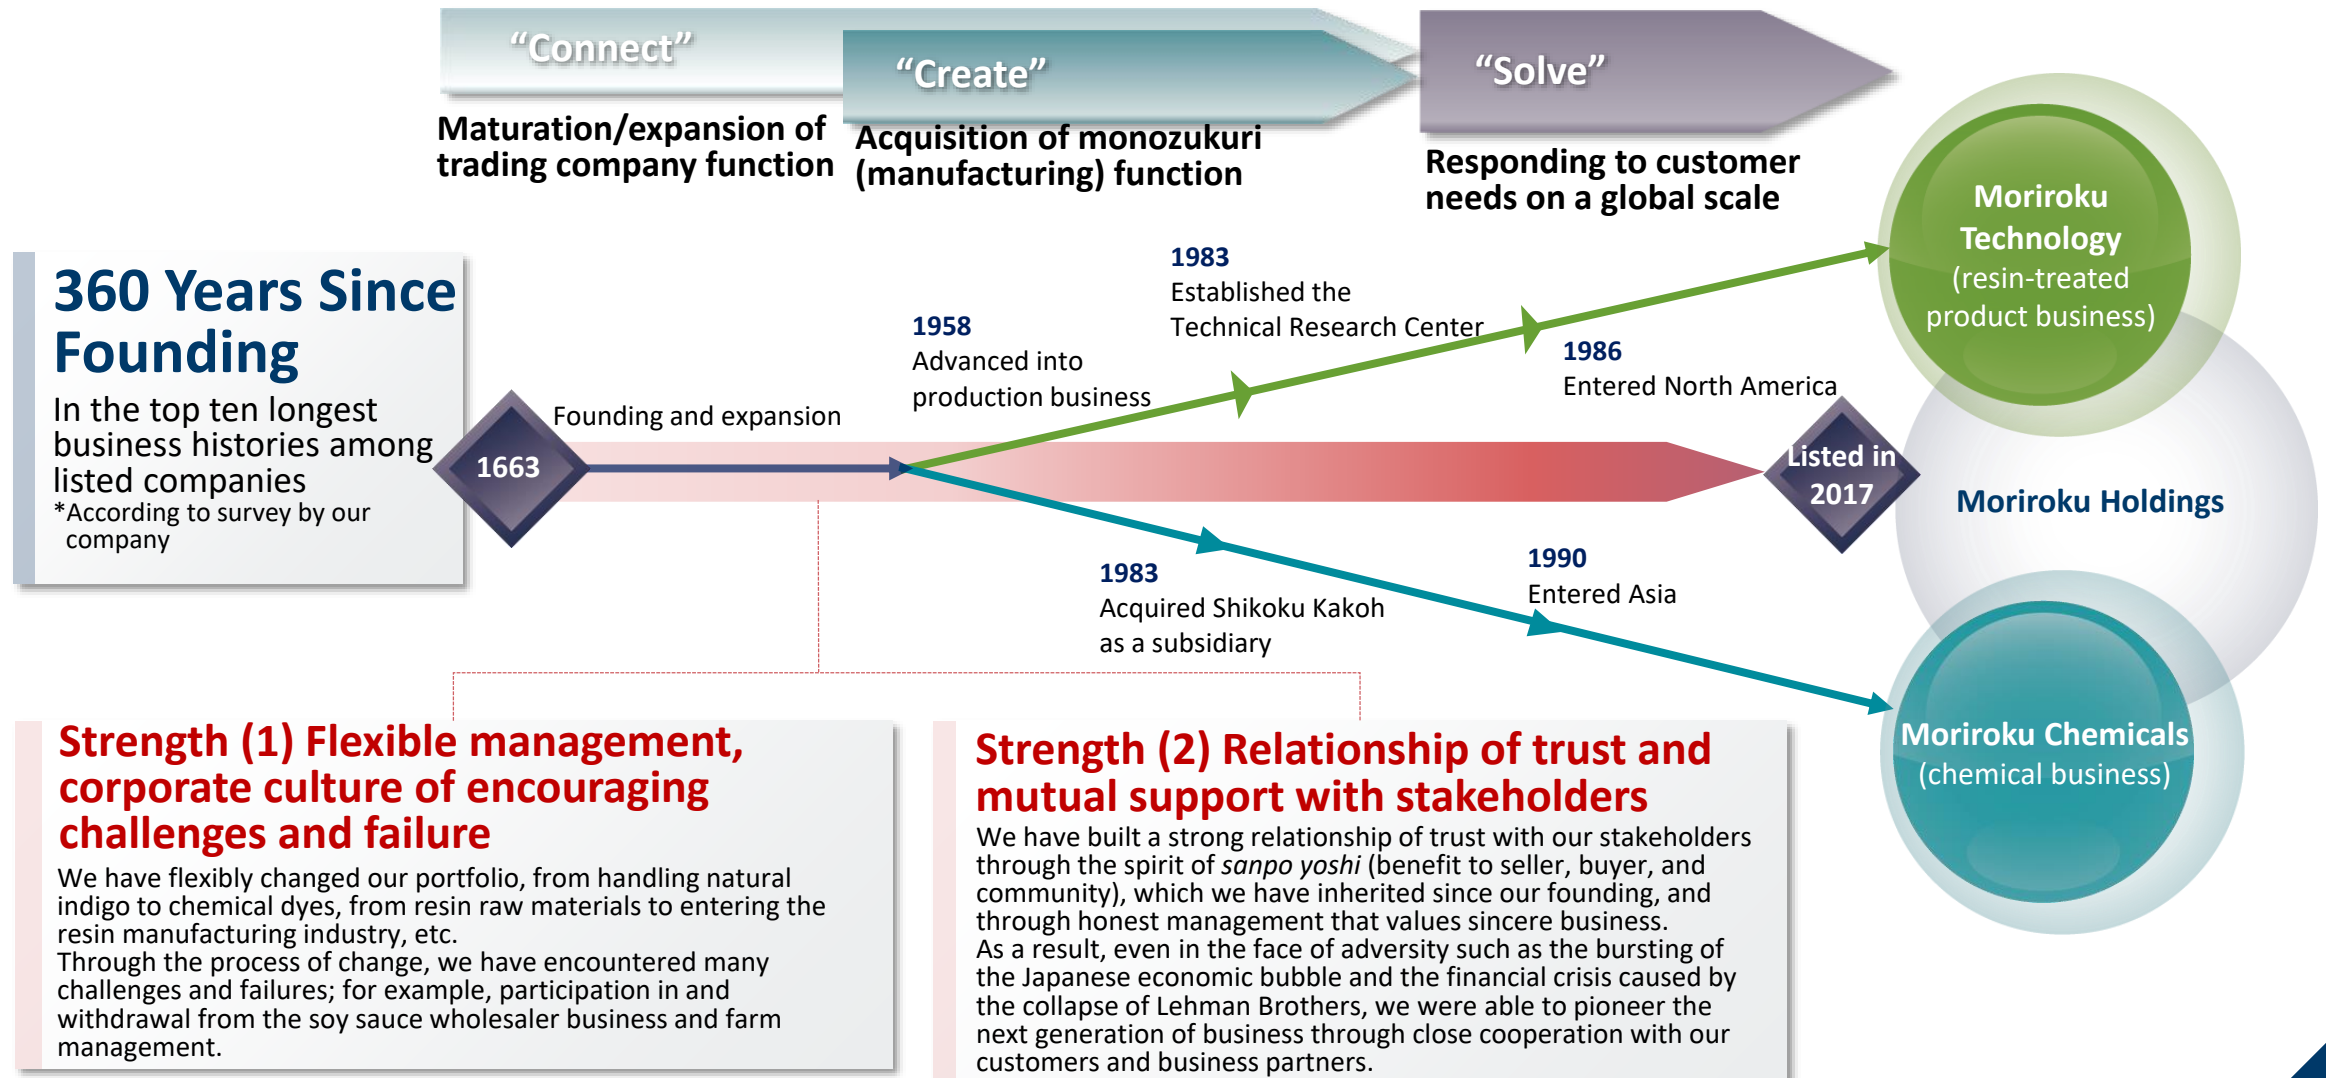 “Connect”
“Create”
“Solve”
Maturation/expansion of
trading company function
Acquisition of monozukuri
(manufacturing) function
Responding to customer
needs on a global scale
360 Years Since
Founding
In the top ten longest
business histories among
listed companies
*According to survey by our
company
1663
Founding and expansion
1958
Advanced into
production business
1983
Established the
Technical Research Center
1986
Entered North America
Listed in
2017
1983
Acquired Shikoku Kakoh
as a subsidiary
1990
Entered Asia
Moriroku
Technology
(resin-treated
product business)
Moriroku Holdings
Moriroku Chemicals
(chemical business)
Strength (1) Flexible management,
corporate culture of encouraging
challenges and failure
We have flexibly changed our portfolio, from handling natural
indigo to chemical dyes, from resin raw materials to entering the
resin manufacturing industry, etc.
Through the process of change, we have encountered many
challenges and failures; for example, participation in and
withdrawal from the soy sauce wholesaler business and farm
management.
Strength (2) Relationship of trust and
mutual support with stakeholders
We have built a strong relationship of trust with our stakeholders
through the spirit of sanpo yoshi (benefit to seller, buyer, and
community), which we have inherited since our founding, and
through honest management that values sincere business.
As a result, even in the face of adversity such as the bursting of
the Japanese economic bubble and the financial crisis caused by
the collapse of Lehman Brothers, we were able to pioneer the
next generation of business through close cooperation with our
customers and business partners.